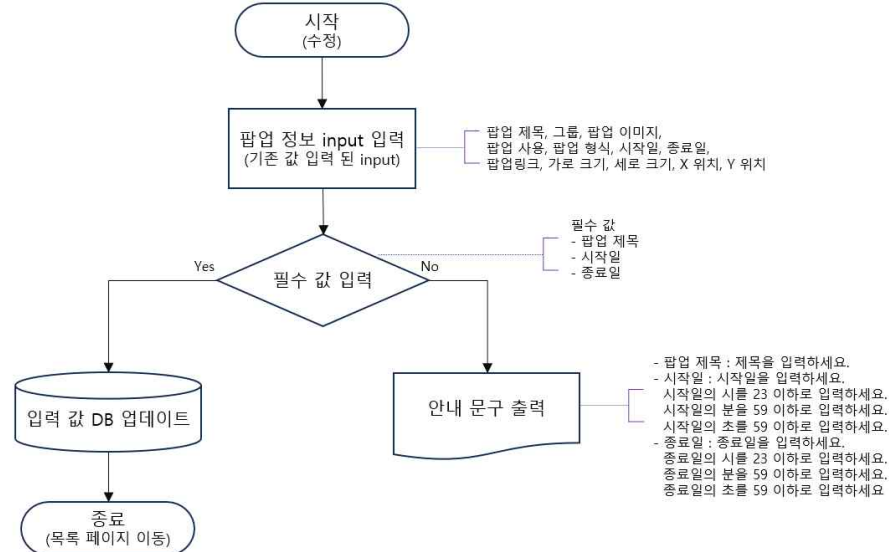 시작
(수정)
팝업 정보 input 입력
(기존 값 입력 된 input)
팝업 제목, 그룹, 팝업 이미지,
팝업 사용, 팝업 형식, 시작일, 종료일,
팝업링크, 가로 크기, 세로 크기, X 위치, Y 위치
필수 값
- 팝업 제목
- 시작일
- 종료일
Yes
필수 값 입력
No
입력 값 DB 업데이트
안내 문구 출력
- 팝업 제목 : 제목을 입력하세요.
- 시작일 : 시작일을 입력하세요.
시작일의 시를 23 이하로 입력하세요.
시작일의 분을 59 이하로 입력하세요.
시작일의 초를 59 이하로 입력하세요.
- 종료일 : 종료일을 입력하세요.
종료일의 시를 23 이하로 입력하세요.
종료일의 분을 59 이하로 입력하세요.
종료일의 초를 59 이하로 입력하세요
종료
(목록 페이지 이동)